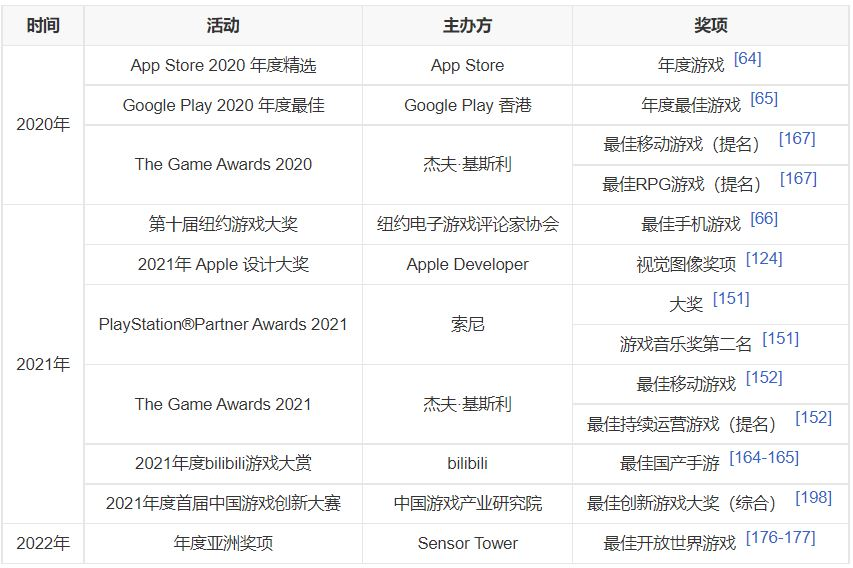 时间 活动 主办方 奖项
2020年 App Store 2020 年度精选 App Store 年度游戏 [64]
Google Play 2020 年度最佳 Google Play 香港 年度最佳游戏 [65]
The Game Awards 2020 杰夫·基斯利 最佳移动游戏（提名） [167]
最佳RPG游戏（提名） [167]
2021年 第十届纽约游戏大奖 纽约电子游戏评论家协会 最佳手机游戏 [66]
2021年 Apple 设计大奖 Apple Developer 视觉图像奖项 [124]
PlayStation®Partner Awards 2021 索尼 大奖 [151]
游戏音乐奖第二名 [151]
The Game Awards 2021 杰夫·基斯利 最佳移动游戏 [152]
最佳持续运营游戏（提名） [152]
2021年度bilibili游戏大赏 bilibili 最佳国产手游 [164-165]
2021年度首届中国游戏创新大赛 中国游戏产业研究院 最佳创新游戏大奖（综合） [198]
2022年 年度亚洲奖项 Sensor Tower 最佳开放世界游戏 [176-177]